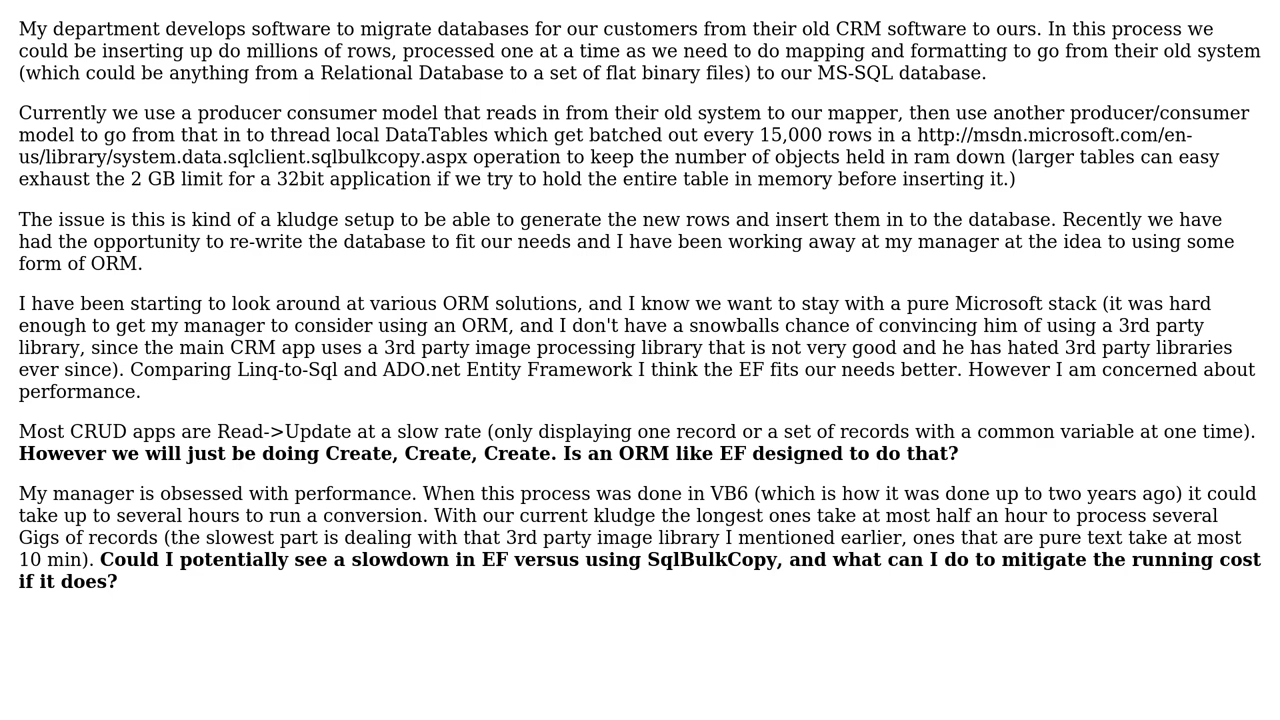 My department develops software to migrate databases for our customers from their old CRM software to ours. In this process we
could be inserting up do millions of rows, processed one at a time as we need to do mapping and formatting to go from their old system
(which could be anything from a Relational Database to a set of flat binary files) to our MS-SQL database.
Currently we use a producer consumer model that reads in from their old system to our mapper, then use another producer/consumer
model to go from that in to thread local DataTables which get batched out every 15,000 rows in a http://msdn.microsoft.com/en-
us/library/system.data.sqlclient.sqlbulkcopy.aspx operation to keep the number of objects held in ram down (larger tables can easy
exhaust the 2 GB limit for a 32bit application if we try to hold the entire table in memory before inserting it.)
The issue is this is kind of a kludge setup to be able to generate the new rows and insert them in to the database. Recently we have
had the opportunity to re-write the database to fit our needs and I have been working away at my manager at the idea to using some
form of ORM.
I have been starting to look around at various ORM solutions, and I know we want to stay with a pure Microsoft stack (it was hard
enough to get my manager to consider using an ORM, and I don't have a snowballs chance of convincing him of using a 3rd party
library, since the main CRM app uses a 3rd party image processing library that is not very good and he has hated 3rd party libraries
ever since). Comparing Linq-to-Sql and ADO.net Entity Framework I think the EF fits our needs better. However I am concerned about
performance.
Most CRUD apps are Read->Update at a slow rate (only displaying one record or a set of records with a common variable at one time).
However we will just be doing Create, Create, Create. Is an ORM like EF designed to do that?
My manager is obsessed with performance. When this process was done in VB6 (which is how it was done up to two years ago) it could
take up to several hours to run a conversion. With our current kludge the longest ones take at most half an hour to process several
Gigs of records (the slowest part is dealing with that 3rd party image library I mentioned earlier, ones that are pure text take at most
10 min). Could I potentially see a slowdown in EF versus using SqlBulkCopy, and what can I do to mitigate the running cost
if it does?